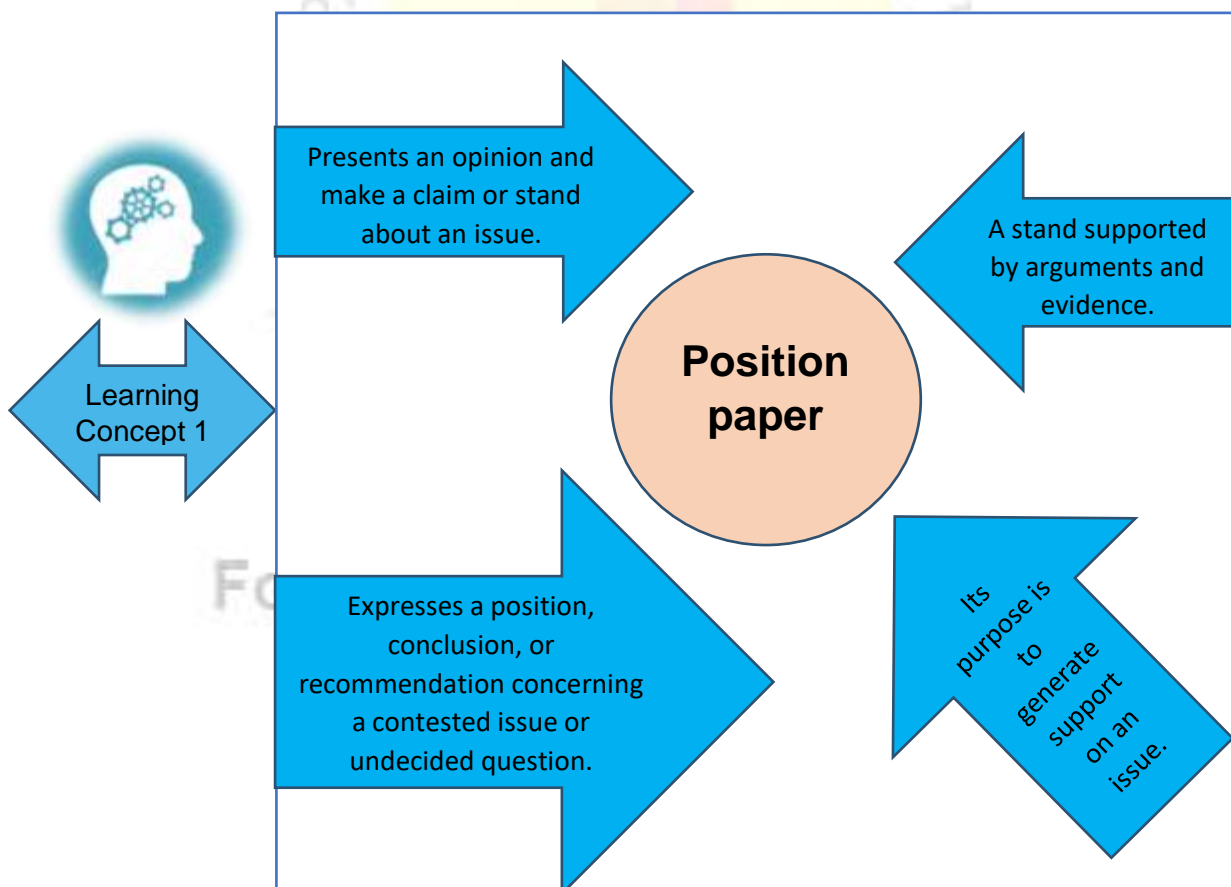 Learning
Concept 1
Presents an opinion and
make a claim or stand
about an issue.
A stand supported
by arguments and
evidence.
Position
paper
Expresses a position,
conclusion, or
recommendation concerning
a contested issue or
undecided question.
Its
purpose is
to
generate
support
on an
issue.